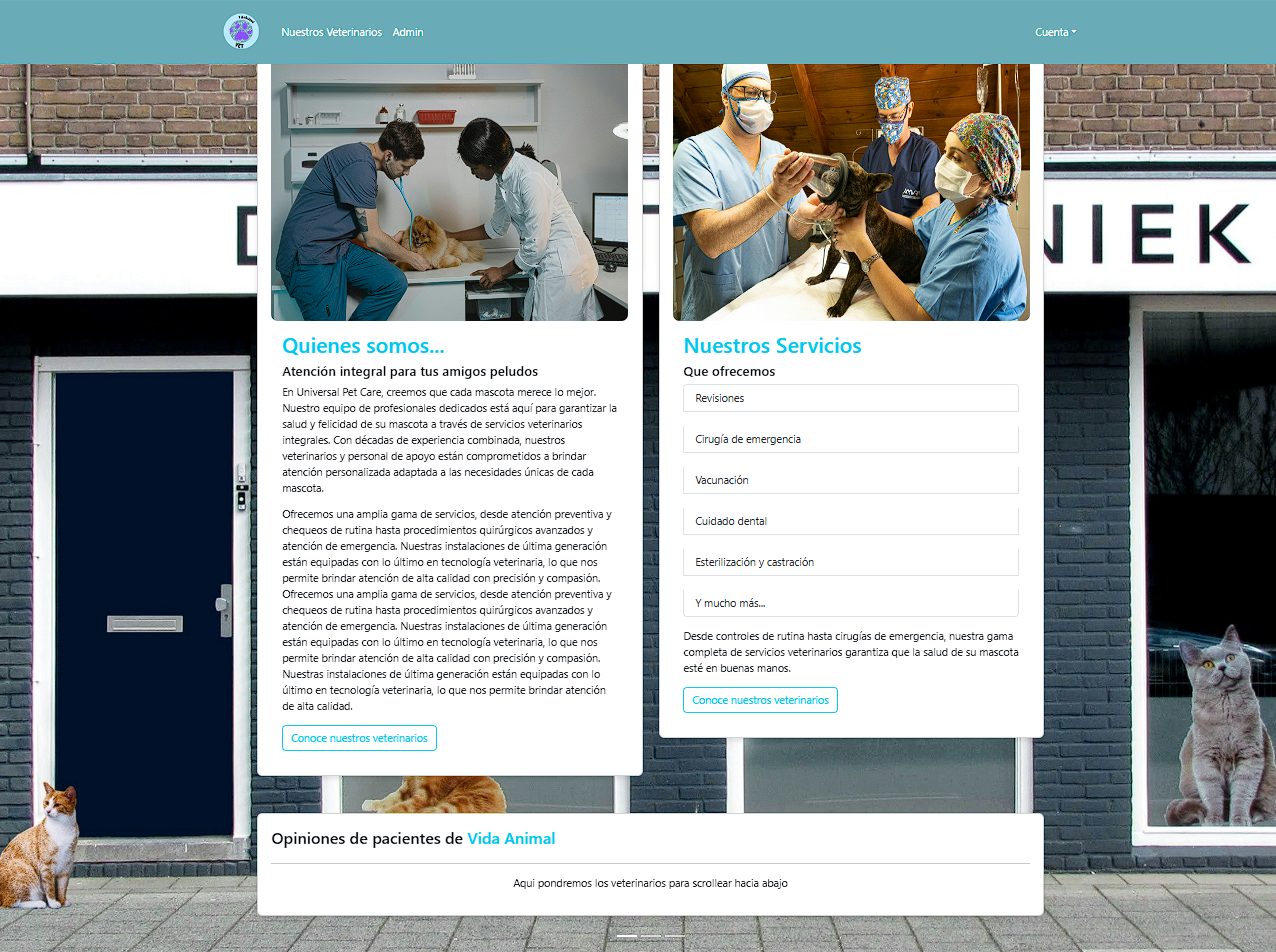 Nuestros Veterinarios
Admin
Cuenta
VET
D
NIEK
Quienes somos...
Atención integral para tus amigos peludos
En Universal Pet Care, creemos que cada mascota merece lo mejor.
Nuestro equipo de profesionales dedicados está aquí para garantizar la
salud y felicidad de su mascota a través de servicios veterinarios
integrales. Con décadas de experiencia combinada, nuestros
veterinarios y personal de apoyo están comprometidos a brindar
atención personalizada adaptada a las necesidades únicas de cada
mascota.
Ofrecemos una amplia gama de servicios, desde atención preventiva y
chequeos de rutina hasta procedimientos quirúrgicos avanzados y
atención de emergencia. Nuestras instalaciones de última generación
están equipadas con lo último en tecnología veterinaria, lo que nos
permite brindar atención de alta calidad con precisión y compasión.
Ofrecemos una amplia gama de servicios, desde atención preventiva y
chequeos de rutina hasta procedimientos quirúrgicos avanzados y
atención de emergencia. Nuestras instalaciones de última generación
están equipadas con lo último en tecnología veterinaria, lo que nos
permite brindar atención de alta calidad con precisión y compasión.
Nuestras instalaciones de última generación están equipadas con lo
último en tecnología veterinaria, lo que nos permite brindar atención
de alta calidad.
Conoce nuestros veterinarios
Nuestros Servicios
Que ofrecemos
Revisiones
Cirugía de emergencia
Vacunación
Cuidado dental
Esterilización y castración
Y mucho más...
Desde controles de rutina hasta cirugías de emergencia, nuestra gama
completa de servicios veterinarios garantiza que la salud de su mascota
esté en buenas manos.
Conoce nuestros veterinarios
Opiniones de pacientes de Vida Animal
Aqui pondremos los veterinarios para scrollear hacia abajo